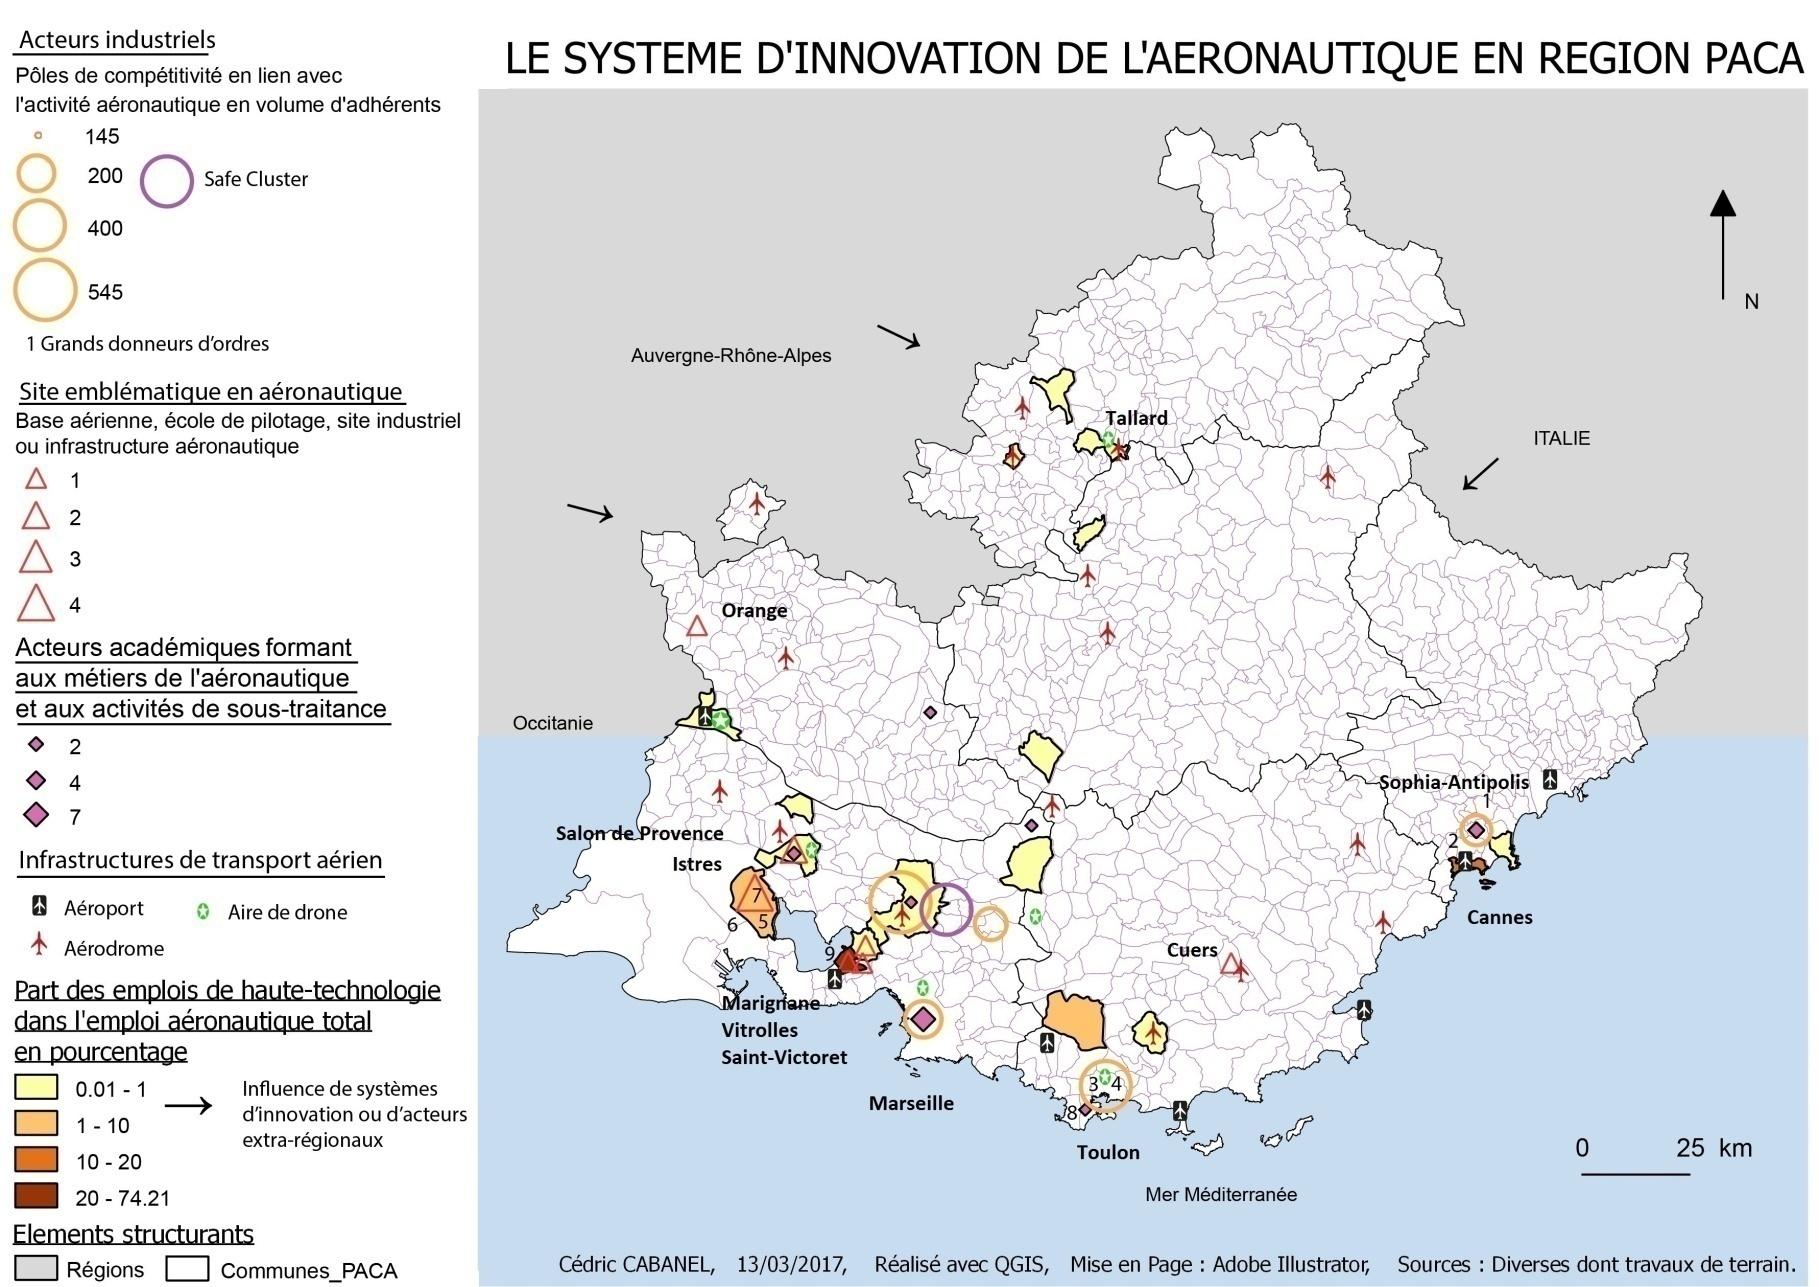 LE SYSTEME D'INNOVATION DE L'AERONAUTIQUE EN REGION PACA
Acteurs industriels
Pôles de compétitivité en lien avec
l'activité aéronautique en volume d'adhérents
145
200
Safe Cluster
400
545
1 Grands donneurs d'ordres
Site emblématique en aéronautique
Base aérienne, école de pilotage, site industriel
ou infrastructure aéronautique
1
2
3
4
Acteurs académiques formant
aux métiers de l'aéronautique
et aux activités de sous-traitance
2
4
7
Infrastructures de transport aérien
Aéroport
Aire de drone
Aérodrome
Part des emplois de haute-technologie
dans l'emploi aéronautique total
en pourcentage
0.01 - 1
1 - 10
10 - 20
20 - 74.21
Influence de systèmes
d'innovation ou d'acteurs
extra-régionaux
Elements structurants
Régions
Communes_PACA
N
Auvergne-Rhône-Alpes
Tallard
ITALIE
Orange
Occitanie
Sophia-Antipolis
1
2
Salon de Provence
Istres
7
6
5
Cannes
9
Cuers
Marignane
Vitrolles
Saint-Victoret
Marseille
3
4
8
Toulon
Mer Méditerranée
0 25 km
Cédric CABANEL, 13/03/2017, Réalisé avec QGIS, Mise en Page : Adobe Illustrator, Sources : Diverses dont travaux de terrain.